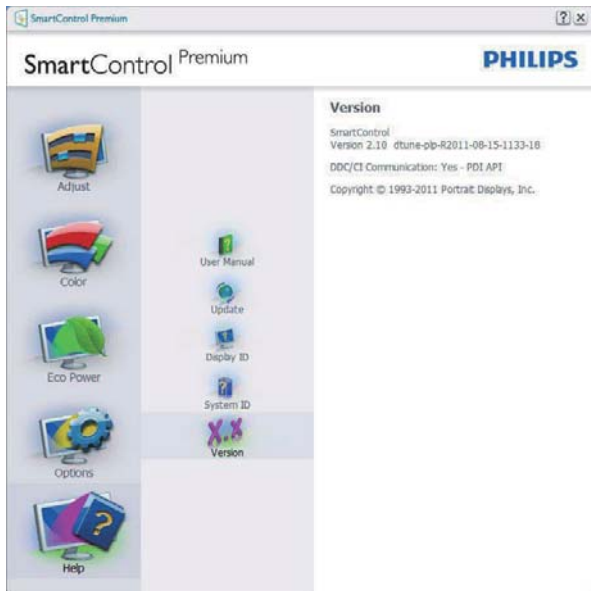 SmartControl Premium
SmartControl Premium
PHILIPS
Adjust
Color
Eco Power
Options
Help
User Manual
Update
Display ID
System ID
Version
Version
SmartControl
Version 2.10 dtune-plp-R2011-08-15-1133-18
DDC/CI Communication: Yes - PDI API
Copyright © 1993-2011 Portrait Displays, Inc.